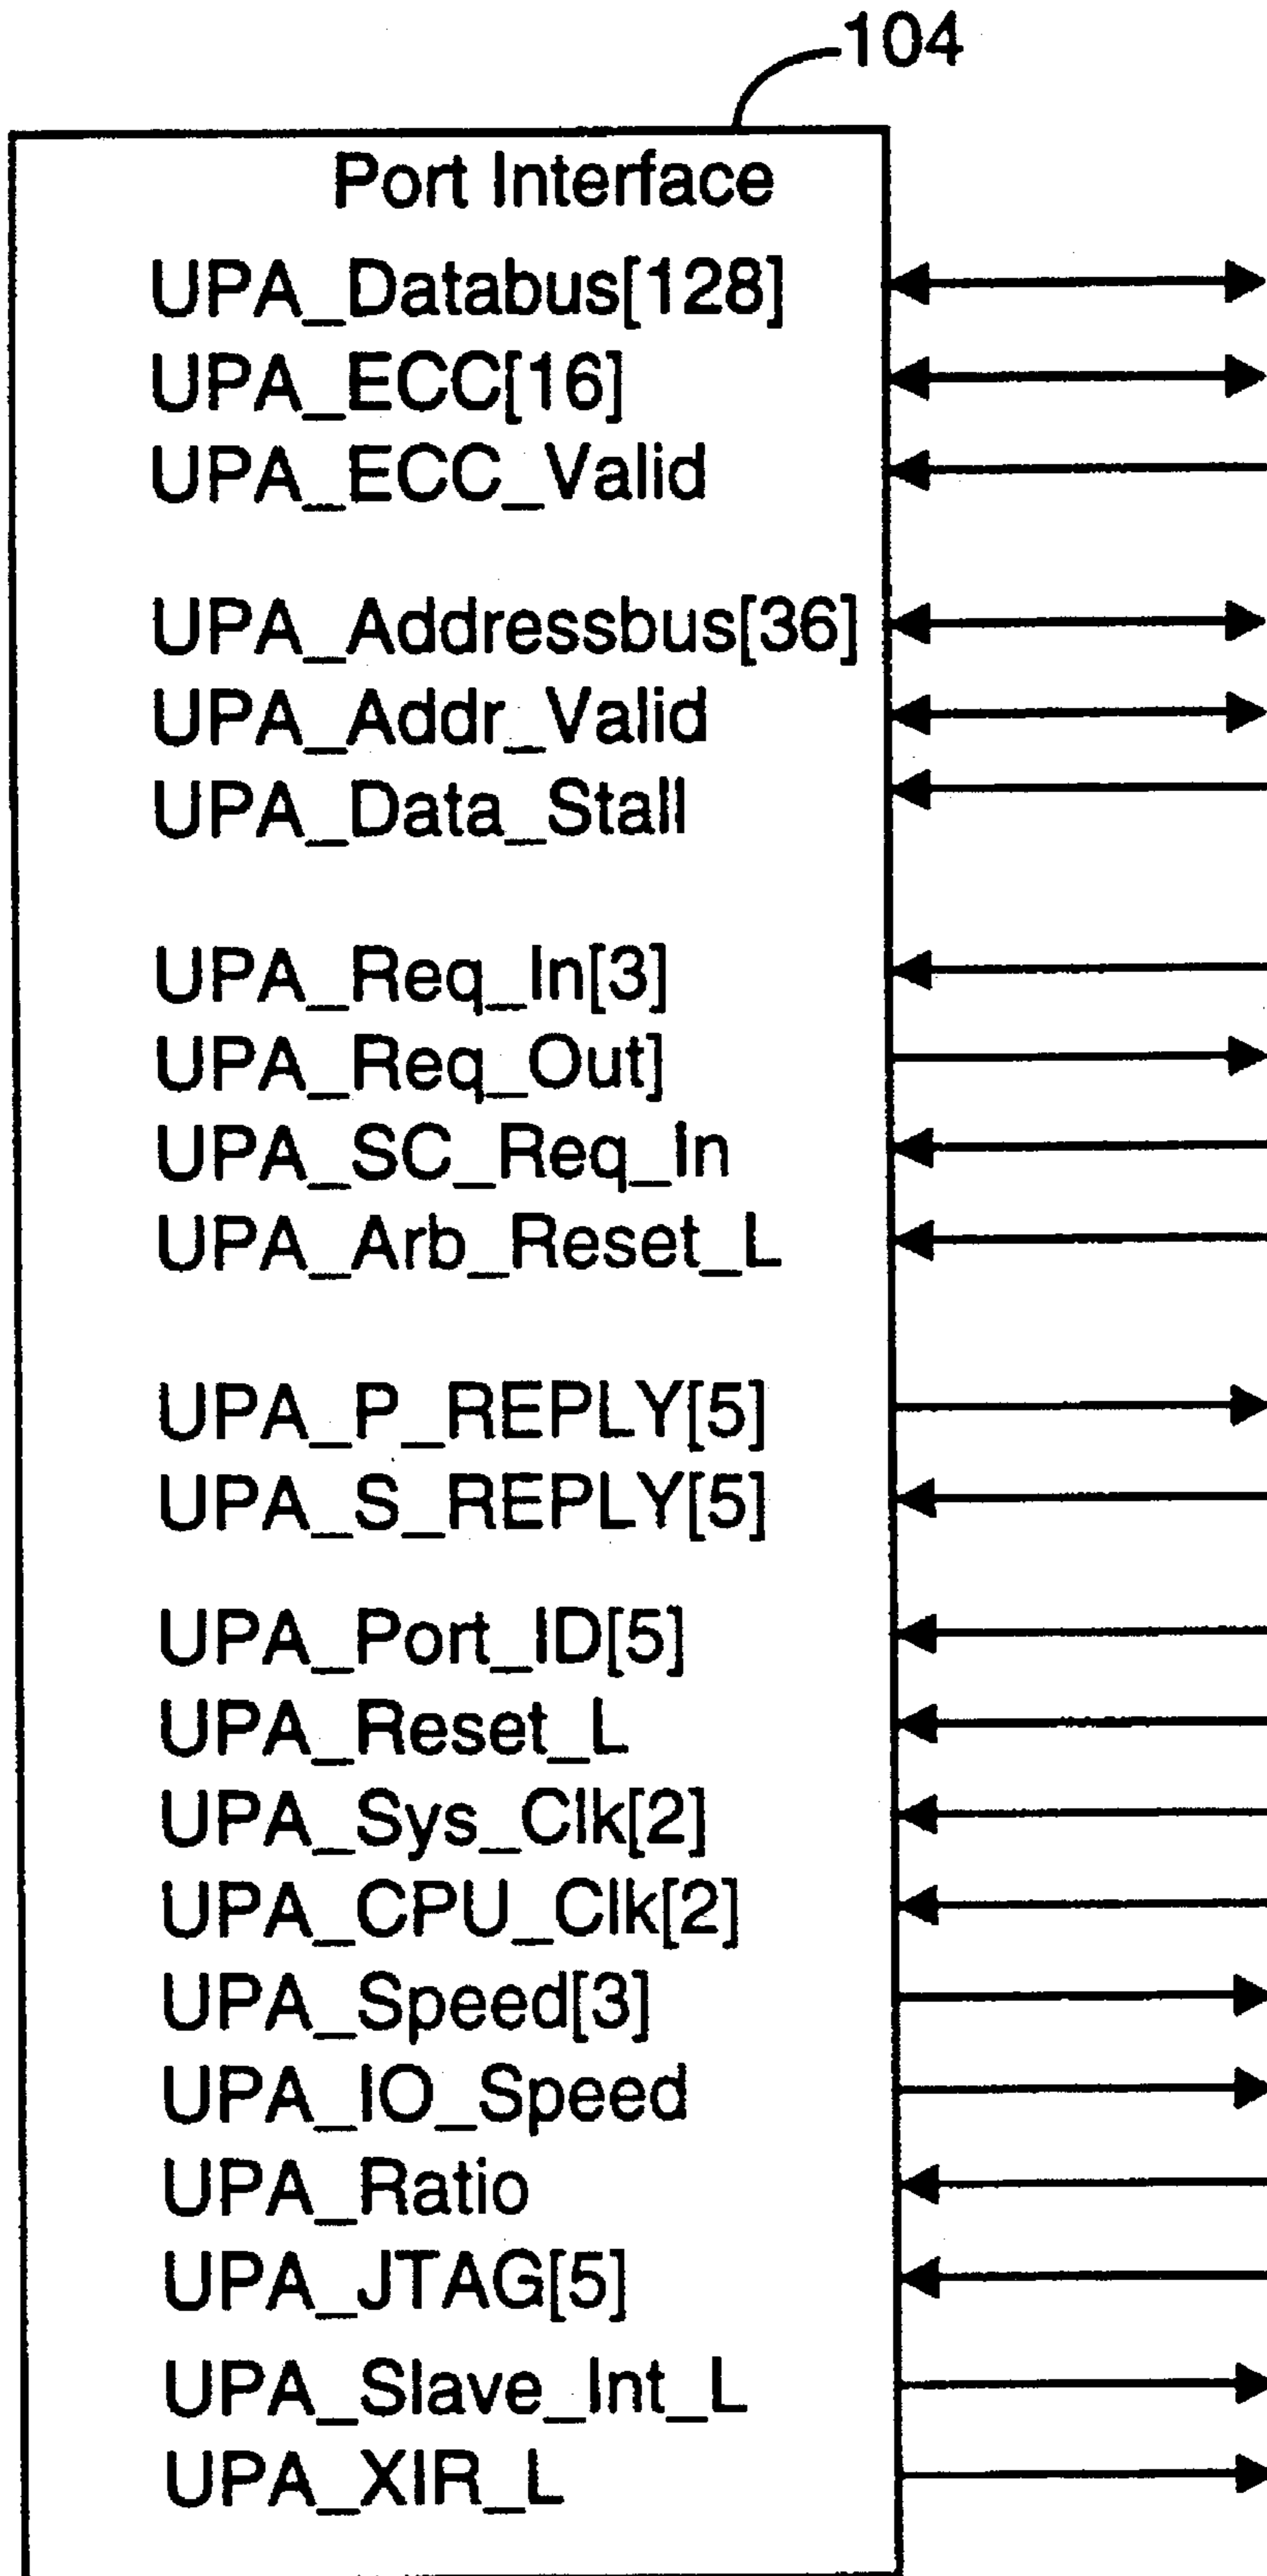 104
Port Interface
UPA_Databus[128]
UPA_ECC[16]
UPA_ECC_Valid
UPA_Addressbus[36]
UPA_Addr_Valid
UPA_Data_Stall
UPA_Req_In[3]
UPA_Req_Out]
UPA_SC_Req_In
UPA_Arb_Reset_L
UPA_P_REPLY[5]
UPA_S_REPLY[5]
UPA_Port_ID[5]
UPA_Reset_L
UPA_Sys_Clk[2]
UPA_CPU_Clk[2]
UPA_Speed[3]
UPA_IO_Speed
UPA_Ratio
UPA_JTAG[5]
UPA_Slave_Int_L
UPA_XIR_L